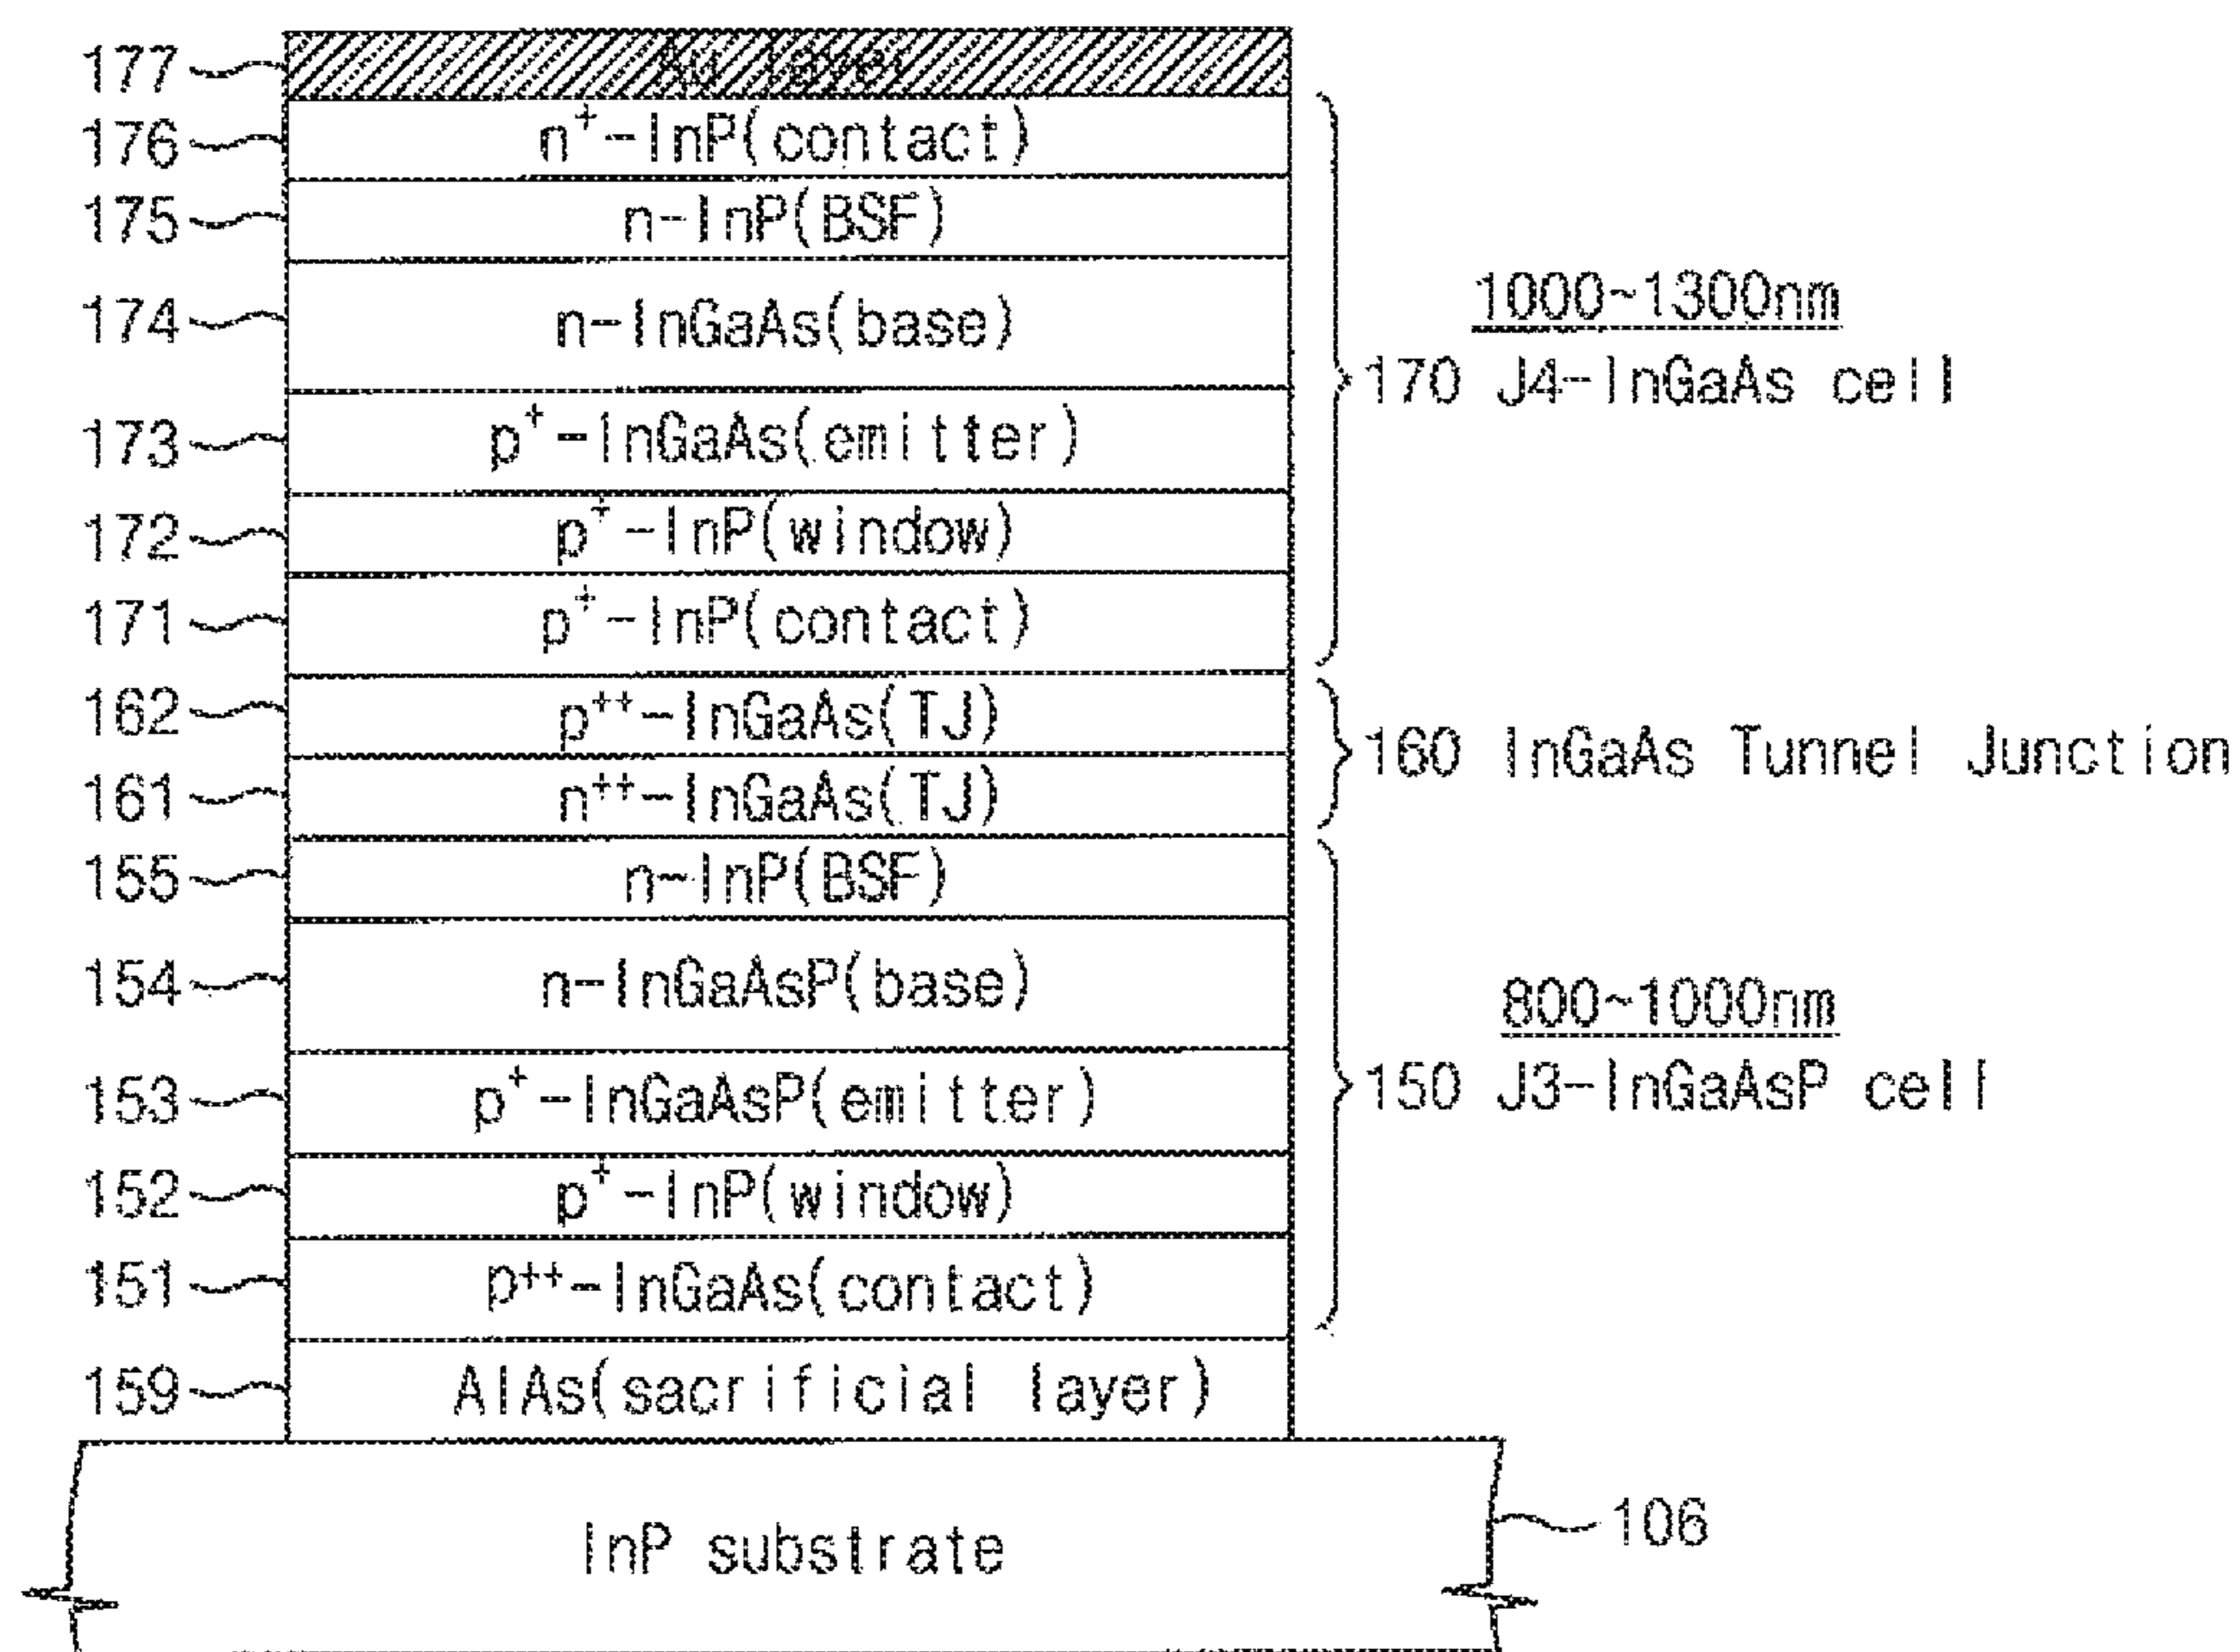 177 Au layer
176 n⁺-InP(contact)
175 n-InP(BSF)
1000~1300nm
174 n-InGaAs(base)
170 J4-InGaAs cell
173 p⁺-InGaAs(emitter)
172 p⁺-InP(window)
171 p⁺-InP(contact)
162 p⁺⁺-InGaAs(TJ)
160 InGaAs Tunnel Junction
161 n⁺⁺-InGaAs(TJ)
155 n-InP(BSF)
154 n-InGaAsP(base)
800~1000nm
153 p⁺-InGaAsP(emitter)
150 J3-InGaAsP cell
152 p⁺-InP(window)
151 p⁺⁺-InGaAs(contact)
159 AlAs(sacrificial layer)
106
InP substrate